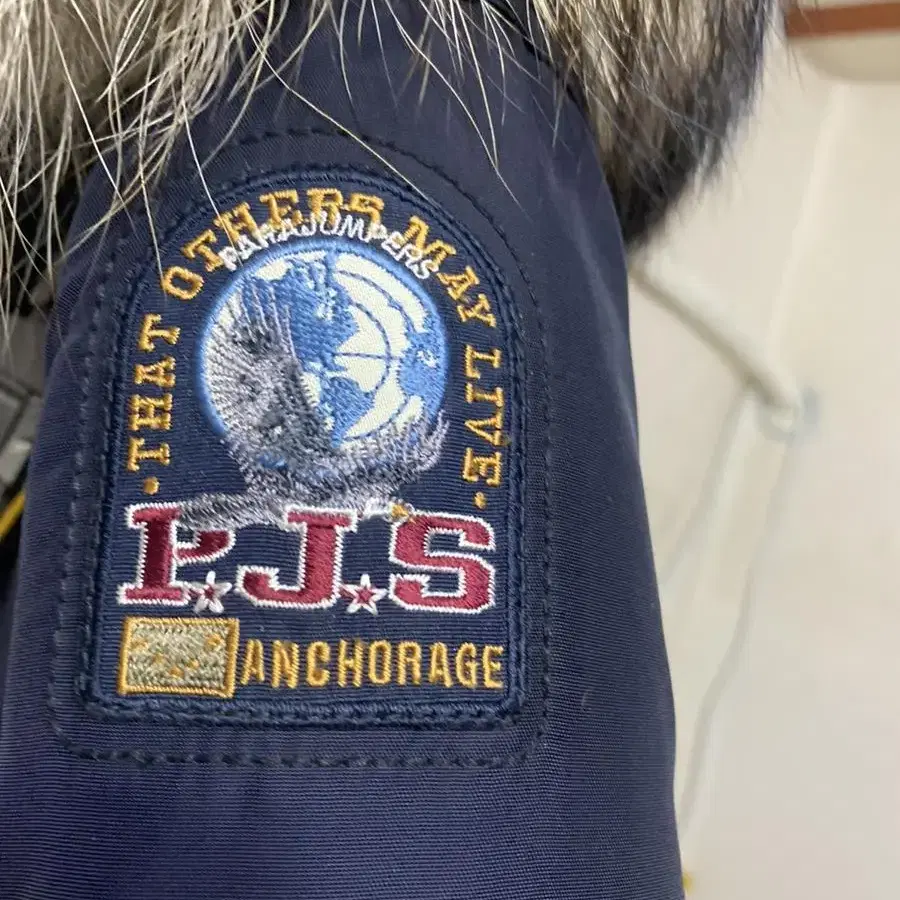 · THAT OTHERS MAY LIVE ·
PARAJUMPERS
P.J.S
ANCHORAGE